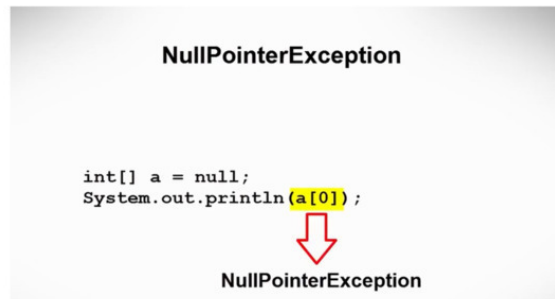 NullPointerException
int[] a = null;
System.out.println(a[0]);
NullPointerException